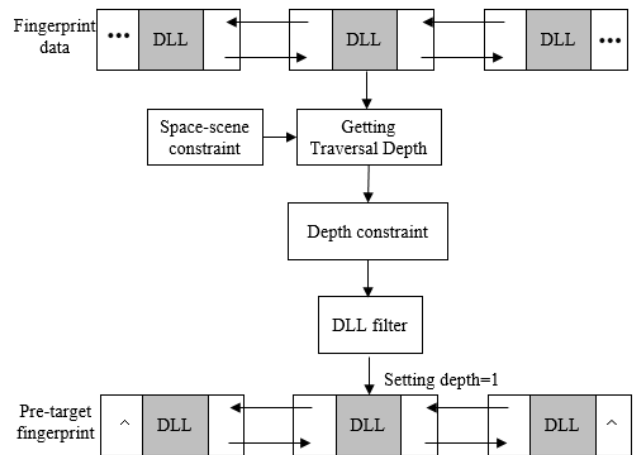 Fingerprint
data
••• DLL DLL DLL •••
Space-scene
constraint
Getting
Traversal Depth
Depth constraint
DLL filter
Setting depth=1
Pre-target
fingerprint
^ DLL DLL DLL ^